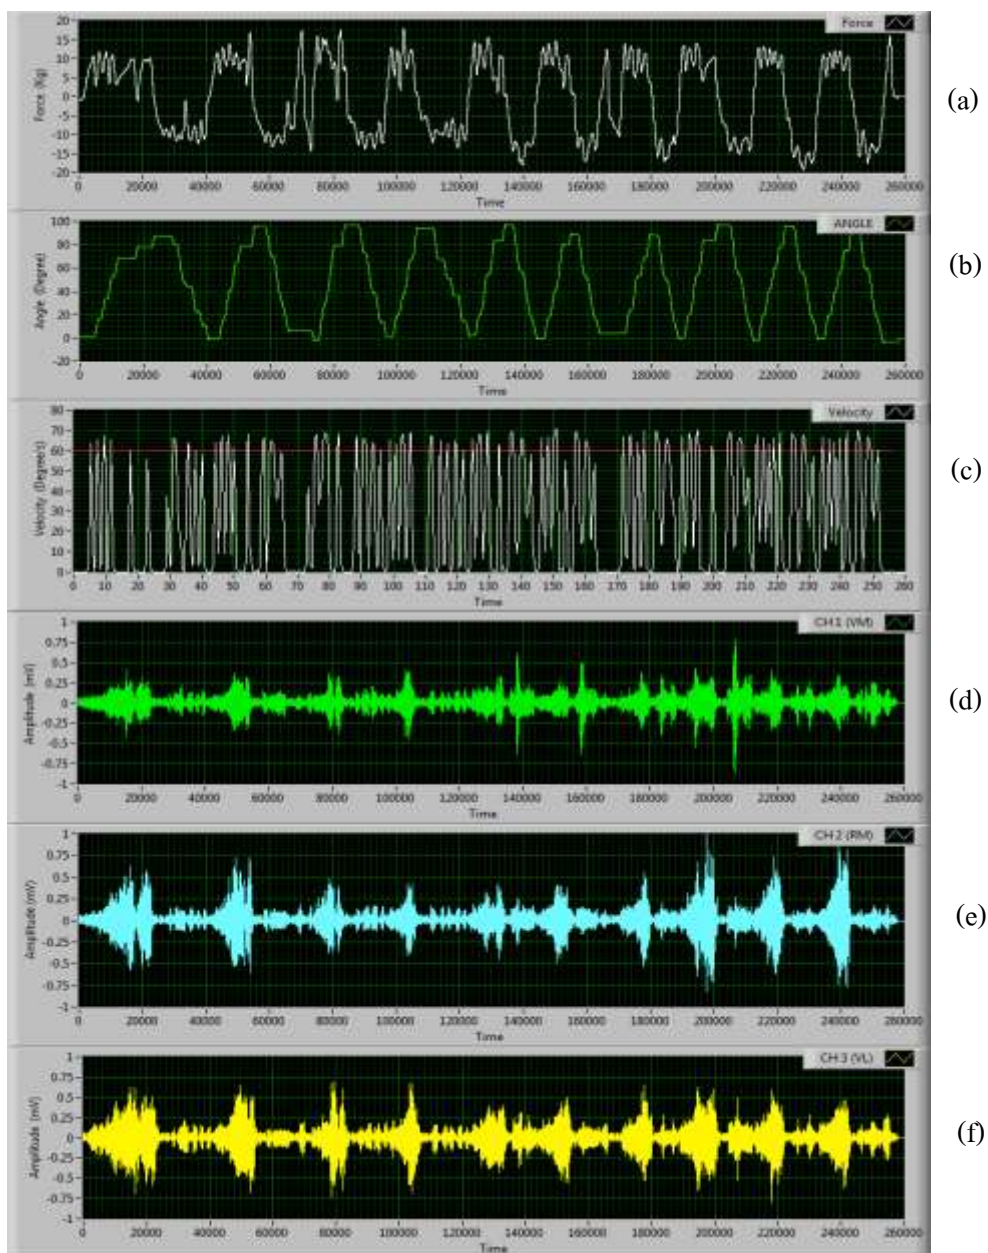 Force
20
15
10
5
0
-5
-10
-15
-20
Force (Kg)
0 20000 40000 60000 80000 100000 120000 140000 160000 180000 200000 220000 240000 260000
Time
(a)
ANGLE
100
80
60
40
20
0
-20
Angle (Degree)
0 20000 40000 60000 80000 100000 120000 140000 160000 180000 200000 220000 240000 260000
Time
(b)
Velocity
80
70
60
50
40
30
20
10
0
Velocity (Degree/s)
0 10 20 30 40 50 60 70 80 90 100 110 120 130 140 150 160 170 180 190 200 210 220 230 240 250 260
Time
(c)
CH 1 (VM)
1
0.75
0.5
0.25
0
-0.25
-0.5
-0.75
-1
Amplitude (mV)
0 20000 40000 60000 80000 100000 120000 140000 160000 180000 200000 220000 240000 260000
Time
(d)
CH 2 (RM)
1
0.75
0.5
0.25
0
-0.25
-0.5
-0.75
-1
Amplitude (mV)
0 20000 40000 60000 80000 100000 120000 140000 160000 180000 200000 220000 240000 260000
Time
(e)
CH 3 (VL)
1
0.75
0.5
0.25
0
-0.25
-0.5
-0.75
-1
Amplitude (mV)
0 20000 40000 60000 80000 100000 120000 140000 160000 180000 200000 220000 240000 260000
Time
(f)